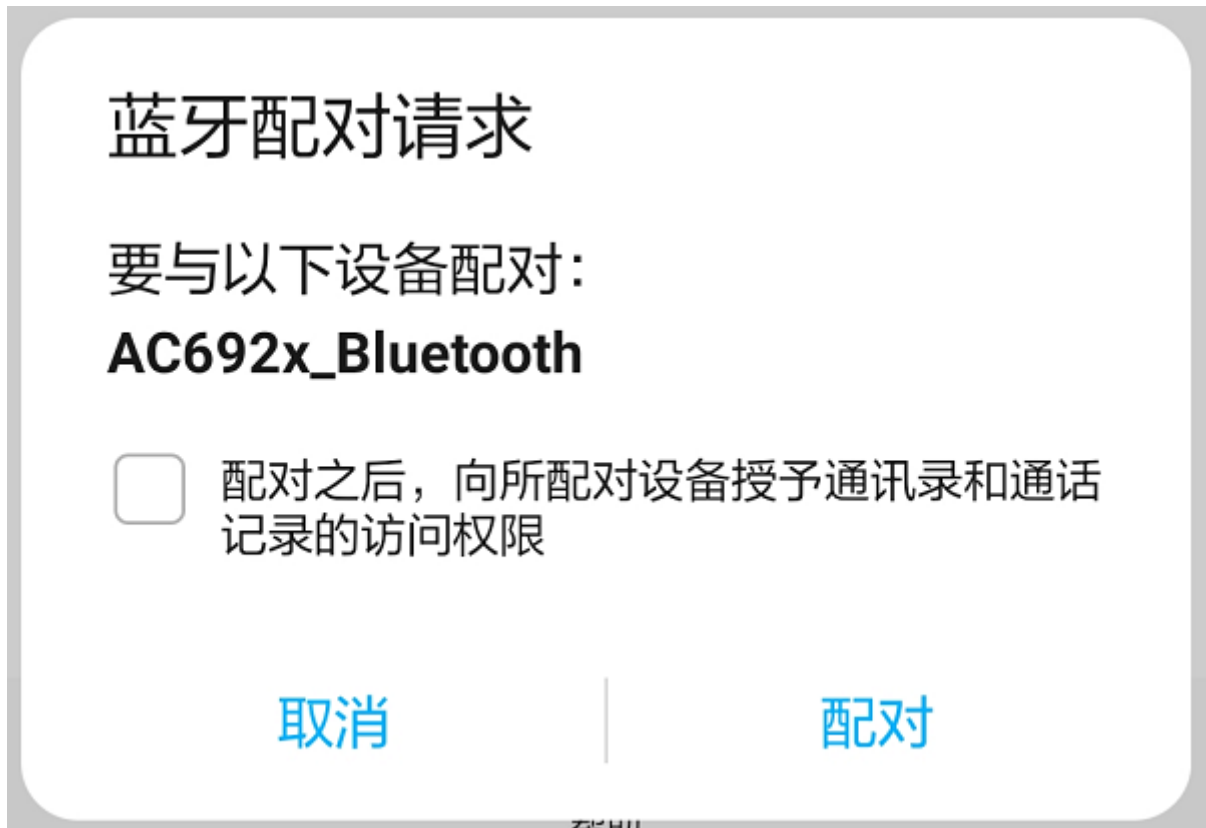 蓝牙配对请求
要与以下设备配对：
AC692x_Bluetooth
配对之后，向所配对设备授予通讯录和通话
记录的访问权限
取消
配对